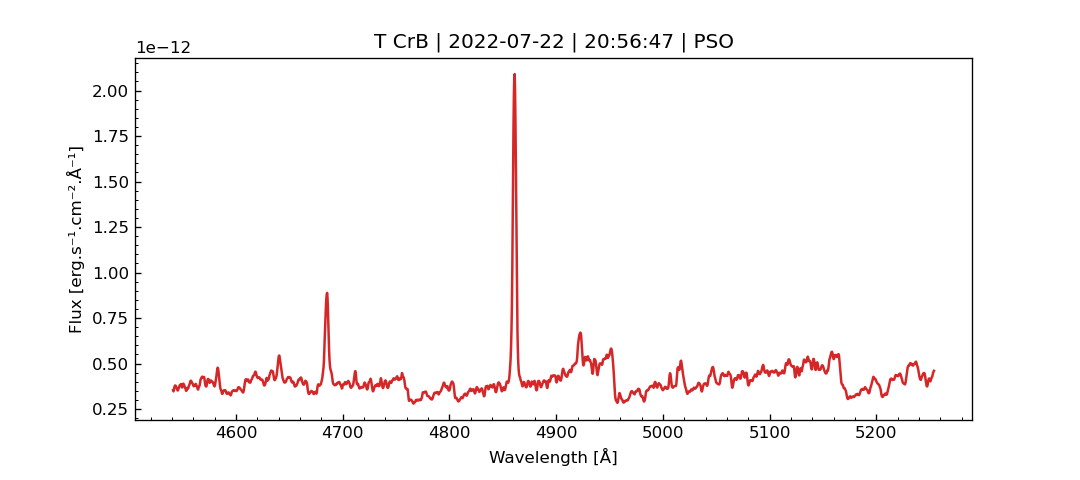 T CrB | 2022-07-22 | 20:56:47 | PSO
1e−12
2.00
1.75
1.50
1.25
1.00
0.75
0.50
0.25
Flux [erg.s⁻¹.cm⁻².Å⁻¹]
4600 4700 4800 4900 5000 5100 5200
Wavelength [Å]